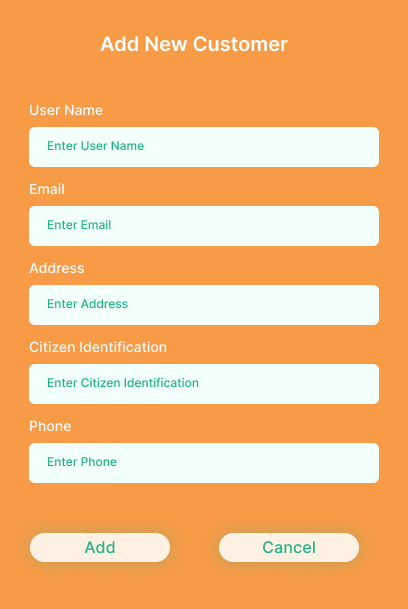 Add New Customer
User Name
Enter User Name
Email
Enter Email
Address
Enter Address
Citizen Identification
Enter Citizen Identification
Phone
Enter Phone
Add
Cancel